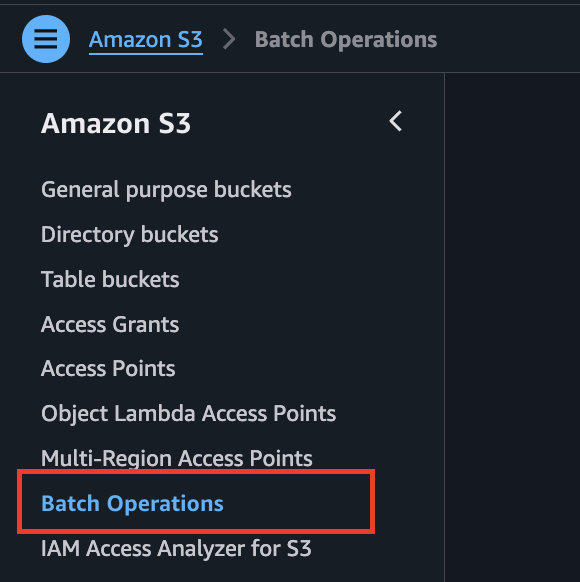 Amazon S3 > Batch Operations
Amazon S3
General purpose buckets
Directory buckets
Table buckets
Access Grants
Access Points
Object Lambda Access Points
Multi-Region Access Points
Batch Operations
IAM Access Analyzer for S3